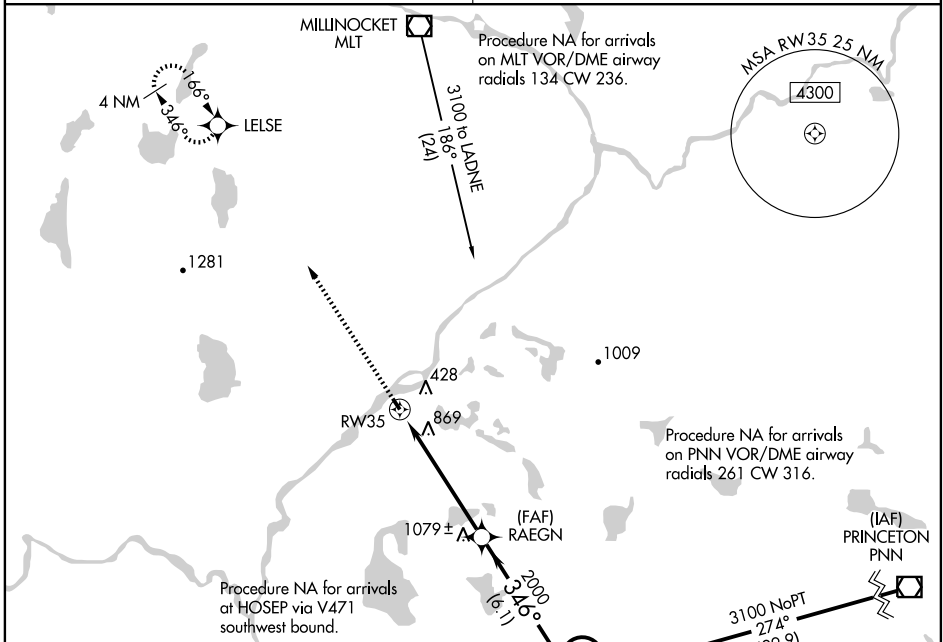 MILLINOCKET
MLT
Procedure NA for arrivals
on MLT VOR/DME airway
radials 134 CW 236.
MSA RW35 25 NM
4300
4 NM
166°
346°
LELSE
3100 to LADNE
186°
(24)
1281
1009
428
RW35
869
Procedure NA for arrivals
on PNN VOR/DME airway
radials 261 CW 316.
1079±
(FAF)
RAEGN
(IAF)
PRINCETON
PNN
2000
346°
(6.1)
Procedure NA for arrivals
at HOSEP via V471
southwest bound.
3100 NoPT
274°